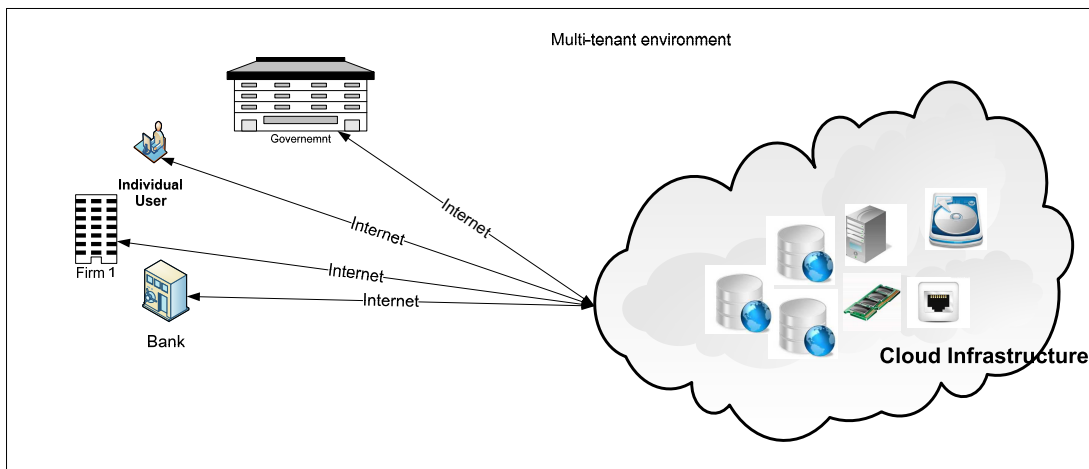 Multi-tenant environment
Governemnt
Individual
User
Firm 1
Bank
Internet
Internet
Internet
Internet
Cloud Infrastructure